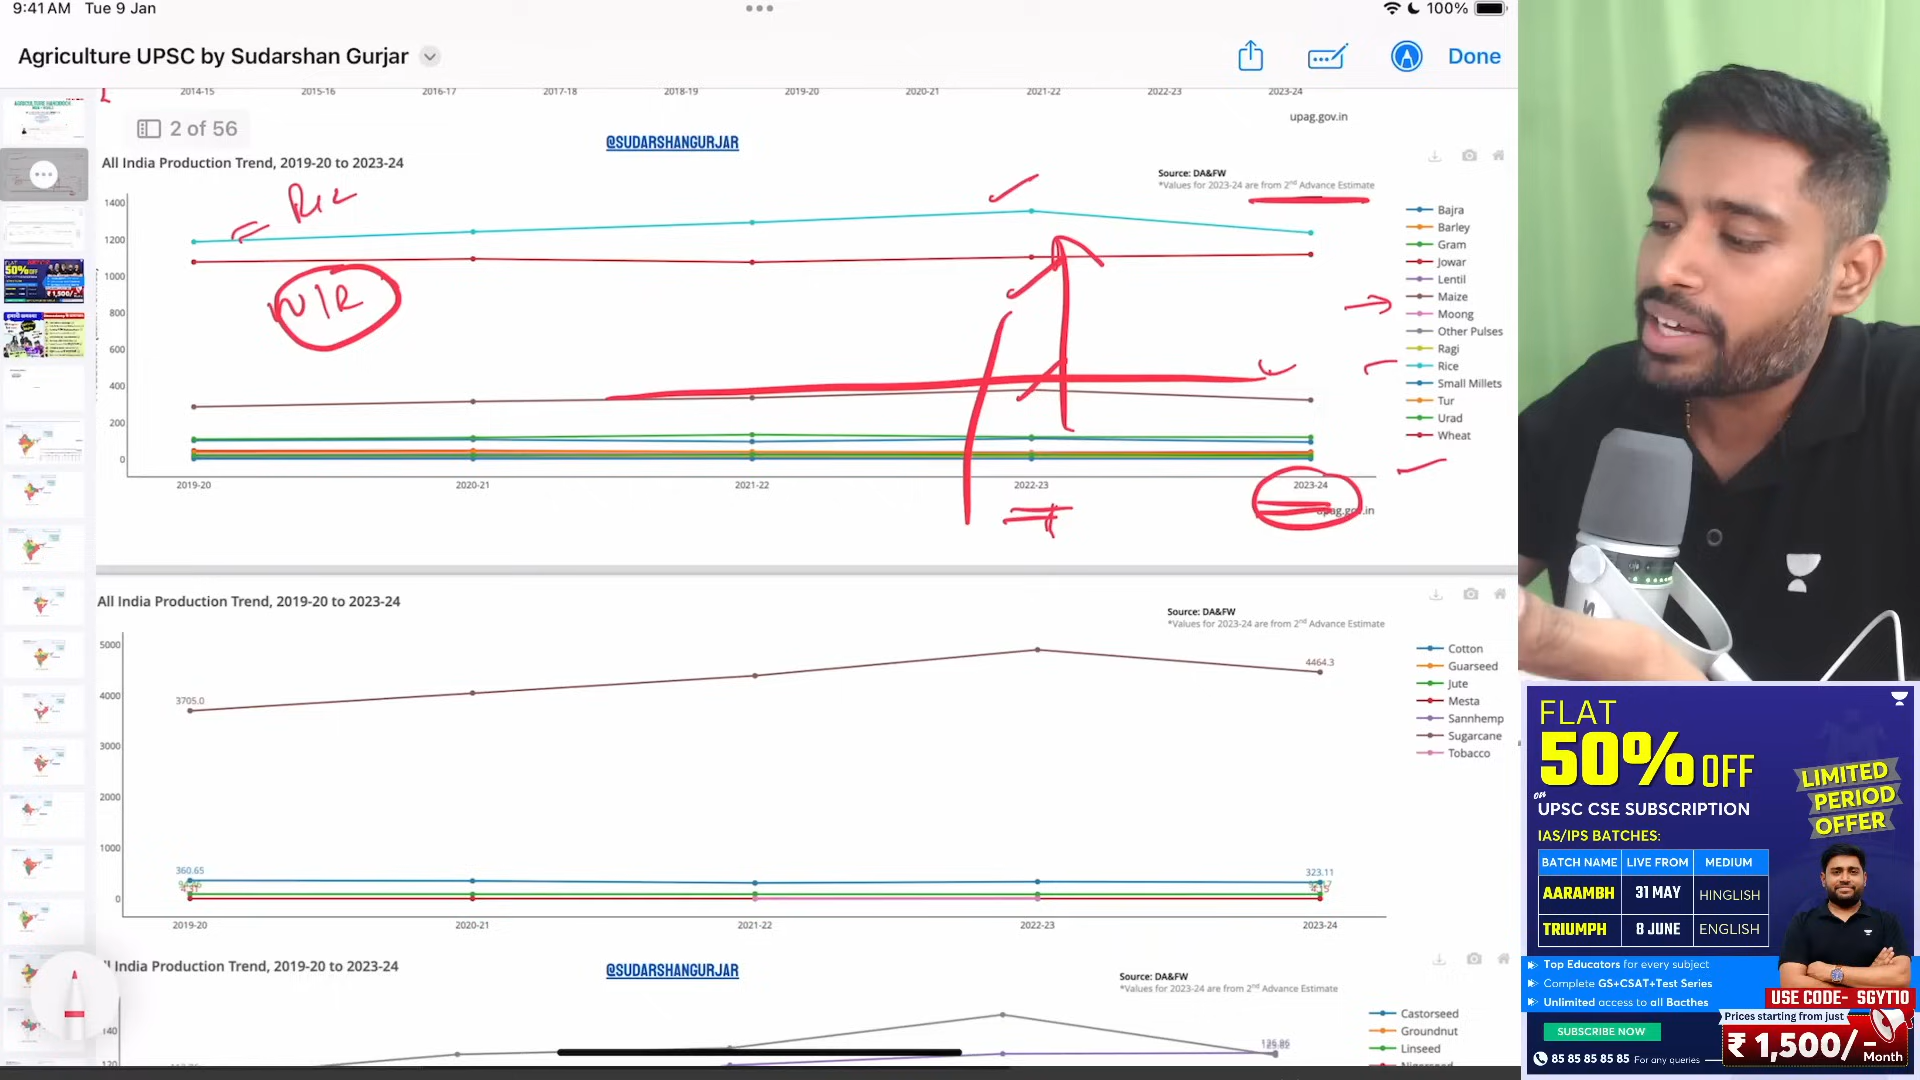 9:41 AM Tue 9 Jan
100%
Agriculture UPSC by Sudarshan Gurjar
Done
2014-15 2015-16 2016-17 2017-18 2018-19 2019-20 2020-21 2021-22 2022-23 2023-24
upag.gov.in
2 of 56
@SUDARSHANGURJAR
All India Production Trend, 2019-20 to 2023-24
Source: DA&FW
*Values for 2023-24 are from 2nd Advance Estimate
1400
1200
1000
800
600
400
200
0
2019-20 2020-21 2021-22 2022-23 2023-24
Bajra
Barley
Gram
Jowar
Lentil
Maize
Moong
Other Pulses
Ragi
Rice
Small Millets
Tur
Urad
Wheat
W/R
upag.gov.in
All India Production Trend, 2019-20 to 2023-24
Source: DA&FW
*Values for 2023-24 are from 2nd Advance Estimate
5000
4000
3000
2000
1000
0
3705.0
4464.3
360.65
323.11
2019-20 2020-21 2021-22 2022-23 2023-24
Cotton
Guarseed
Jute
Mesta
Sannhemp
Sugarcane
Tobacco
All India Production Trend, 2019-20 to 2023-24
@SUDARSHANGURJAR
Source: DA&FW
*Values for 2023-24 are from 2nd Advance Estimate
140
120
Castorseed
Groundnut
Linseed
FLAT
50% OFF
on
UPSC CSE SUBSCRIPTION
LIMITED
PERIOD
OFFER
IAS/IPS BATCHES:
BATCH NAME LIVE FROM MEDIUM
AARAMBH 31 MAY HINGLISH
TRIUMPH 8 JUNE ENGLISH
Top Educators for every subject
Complete GS+CSAT+Test Series
Unlimited access to all Bacthes
USE CODE- SGYT10
SUBSCRIBE NOW
Prices starting from just
₹ 1,500/- Month
85 85 85 85 85 For any queries